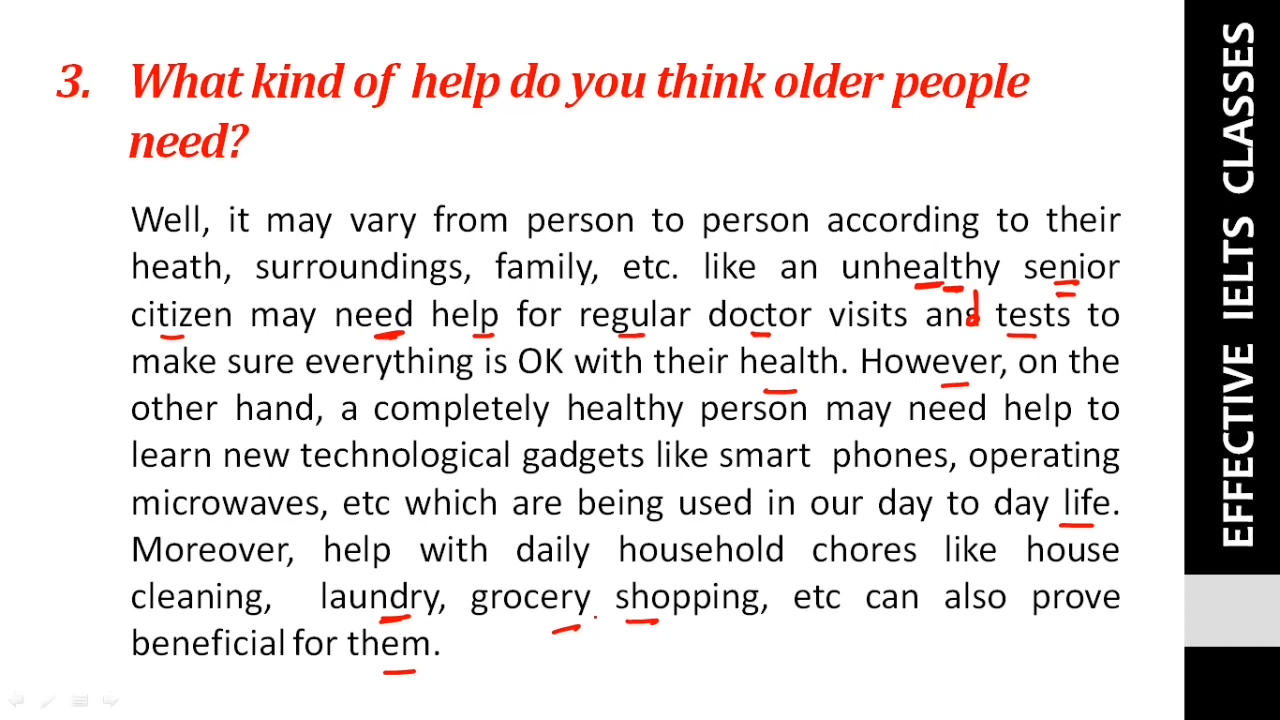 3. What kind of help do you think older people
need?
Well, it may vary from person to person according to their
heath, surroundings, family, etc. like an unhealthy senior
citizen may need help for regular doctor visits and tests to
make sure everything is OK with their health. However, on the
other hand, a completely healthy person may need help to
learn new technological gadgets like smart phones, operating
microwaves, etc which are being used in our day to day life.
Moreover, help with daily household chores like house
cleaning, laundry, grocery shopping, etc can also prove
beneficial for them.
EFFECTIVE IELTS CLASSES